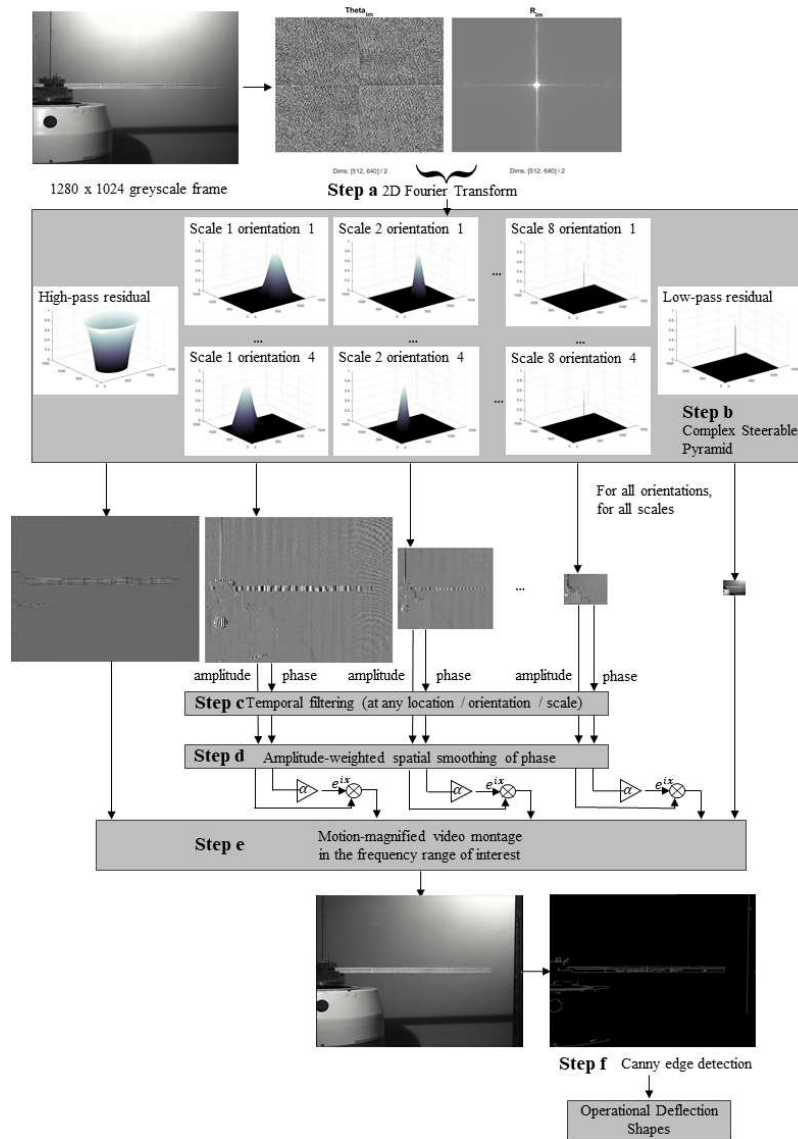 Theta_im
R_im
Dims: [512, 640] / 2
Dims: [512, 640] / 2
1280 x 1024 greyscale frame
Step a 2D Fourier Transform
Scale 1 orientation 1
Scale 2 orientation 1
Scale 8 orientation 1
...
High-pass residual
Low-pass residual
...
...
...
Scale 1 orientation 4
Scale 2 orientation 4
Scale 8 orientation 4
...
Step b
Complex Steerable
Pyramid
For all orientations,
for all scales
...
amplitude
phase
amplitude
phase
amplitude
phase
Step c Temporal filtering (at any location / orientation / scale)
Step d Amplitude-weighted spatial smoothing of phase
α
e^{ix}
α
e^{ix}
α
e^{ix}
Step e
Motion-magnified video montage
in the frequency range of interest
Step f Canny edge detection
Operational Deflection
Shapes